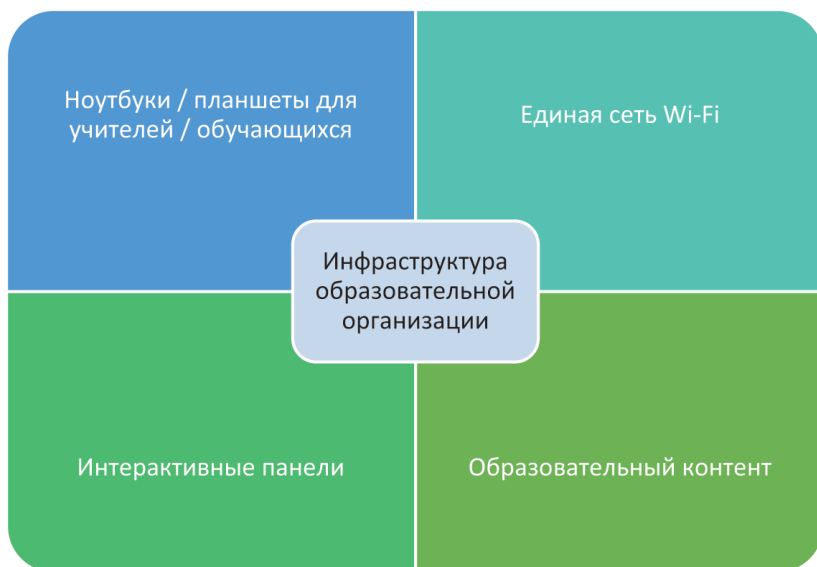 Ноутбуки / планшеты для
учителей / обучающихся
Единая сеть Wi-Fi
Инфраструктура
образовательной
организации
Интерактивные панели
Образовательный контент